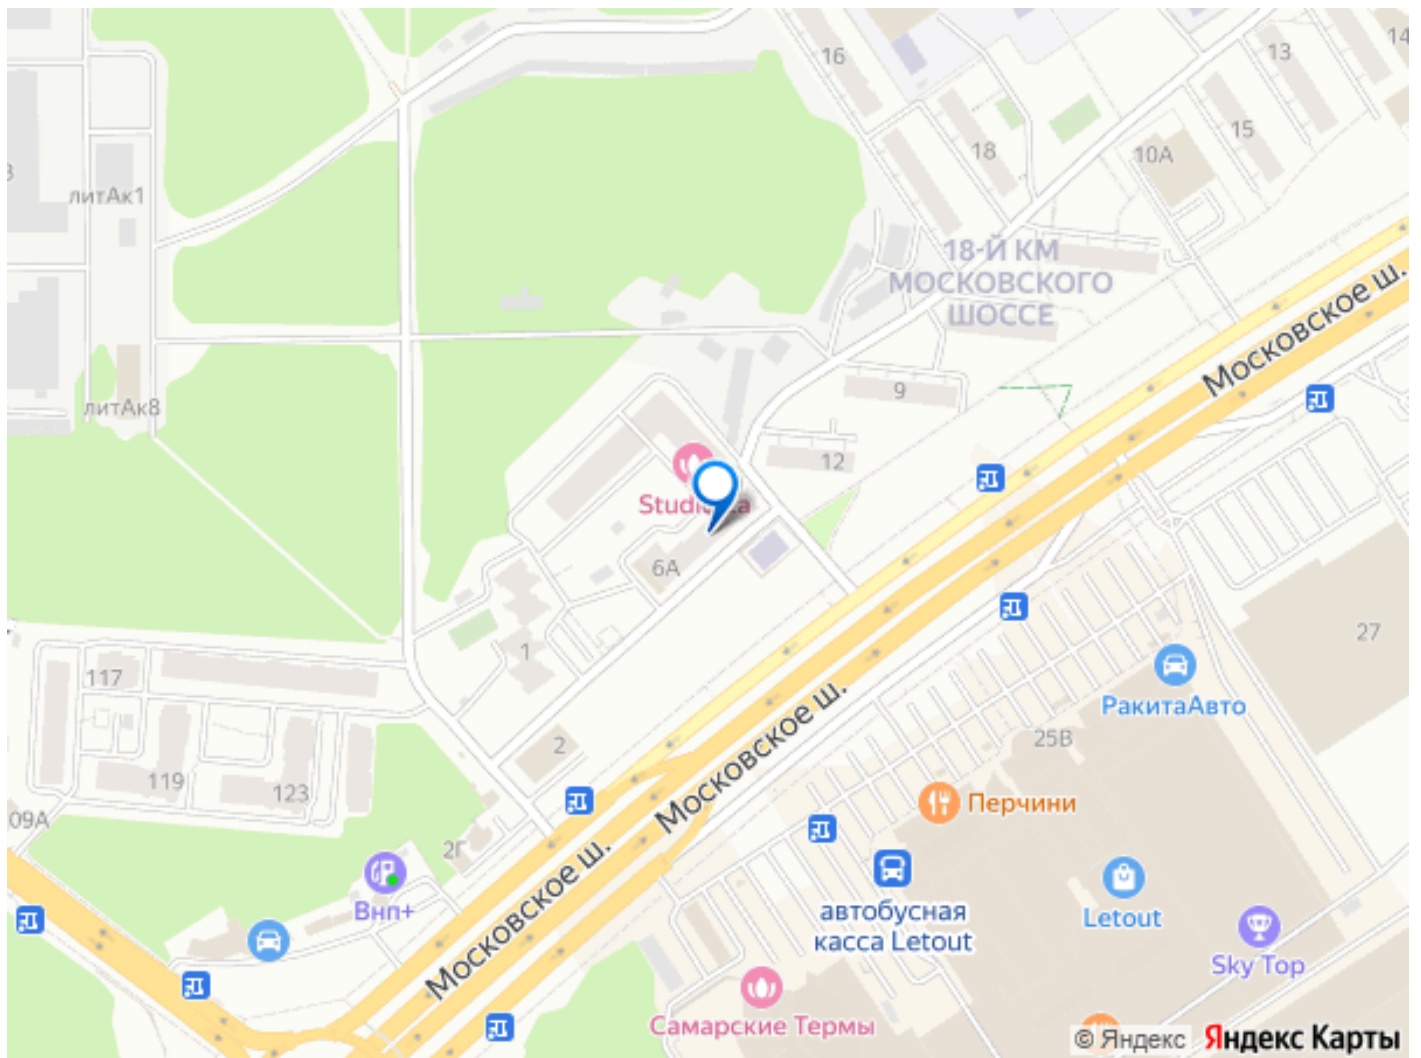 16
13
14
15
18
10А
литАк1
18-Й КМ
МОСКОВСКОГО
ШОССЕ
Московское ш.
9
литАк8
12
6А
1
27
117
РакитаАвто
25В
2
119
123
Московское ш.
Перчини
09А
2Г
Внп+
Московское ш.
автобусная
касса Letout
Letout
Sky Top
Самарские Термы
© Яндекс
Яндекс Карты